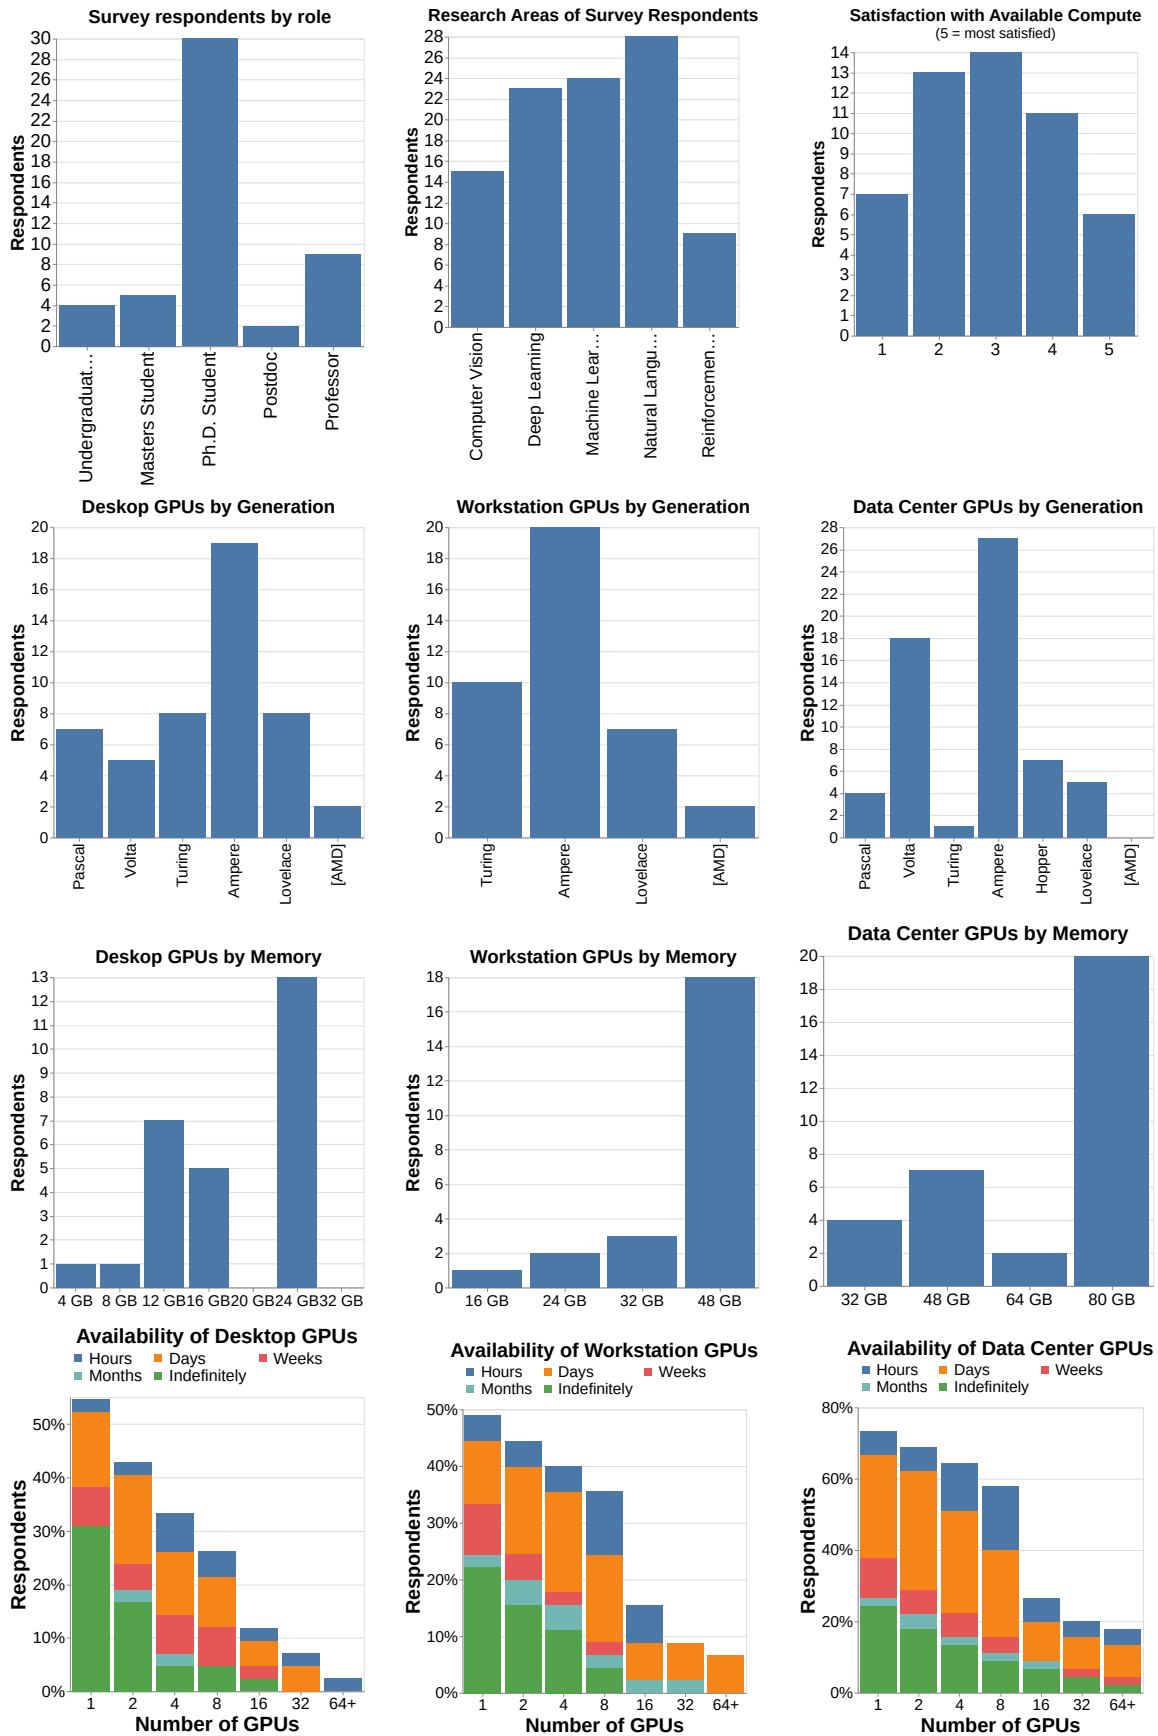 Survey respondents by role
Respondents
30
28
26
24
22
20
18
16
14
12
10
8
6
4
2
0
Undergraduat…
Masters Student
Ph.D. Student
Postdoc
Professor
Research Areas of Survey Respondents
Respondents
28
26
24
22
20
18
16
14
12
10
8
6
4
2
0
Computer Vision
Deep Learning
Machine Lear…
Natural Langu…
Reinforcemen…
Satisfaction with Available Compute
(5 = most satisfied)
Respondents
14
13
12
11
10
9
8
7
6
5
4
3
2
1
0
1 2 3 4 5
Deskop GPUs by Generation
Respondents
20
18
16
14
12
10
8
6
4
2
0
Pascal
Volta
Turing
Ampere
Lovelace
[AMD]
Workstation GPUs by Generation
Respondents
20
18
16
14
12
10
8
6
4
2
0
Turing
Ampere
Lovelace
[AMD]
Data Center GPUs by Generation
Respondents
28
26
24
22
20
18
16
14
12
10
8
6
4
2
0
Pascal
Volta
Turing
Ampere
Hopper
Lovelace
[AMD]
Deskop GPUs by Memory
Respondents
13
12
11
10
9
8
7
6
5
4
3
2
1
0
4 GB 8 GB 12 GB 16 GB 20 GB 24 GB 32 GB
Workstation GPUs by Memory
Respondents
18
16
14
12
10
8
6
4
2
0
16 GB 24 GB 32 GB 48 GB
Data Center GPUs by Memory
Respondents
20
18
16
14
12
10
8
6
4
2
0
32 GB 48 GB 64 GB 80 GB
Availability of Desktop GPUs
Hours Days Weeks
Months Indefinitely
Respondents
50%
40%
30%
20%
10%
0%
1 2 4 8 16 32 64+
Number of GPUs
Availability of Workstation GPUs
Hours Days Weeks
Months Indefinitely
Respondents
50%
40%
30%
20%
10%
0%
1 2 4 8 16 32 64+
Number of GPUs
Availability of Data Center GPUs
Hours Days Weeks
Months Indefinitely
Respondents
80%
60%
40%
20%
0%
1 2 4 8 16 32 64+
Number of GPUs